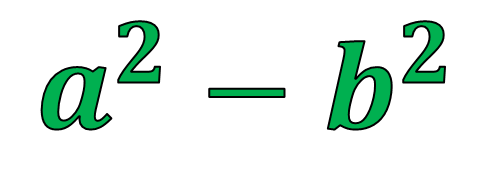 a² − b²